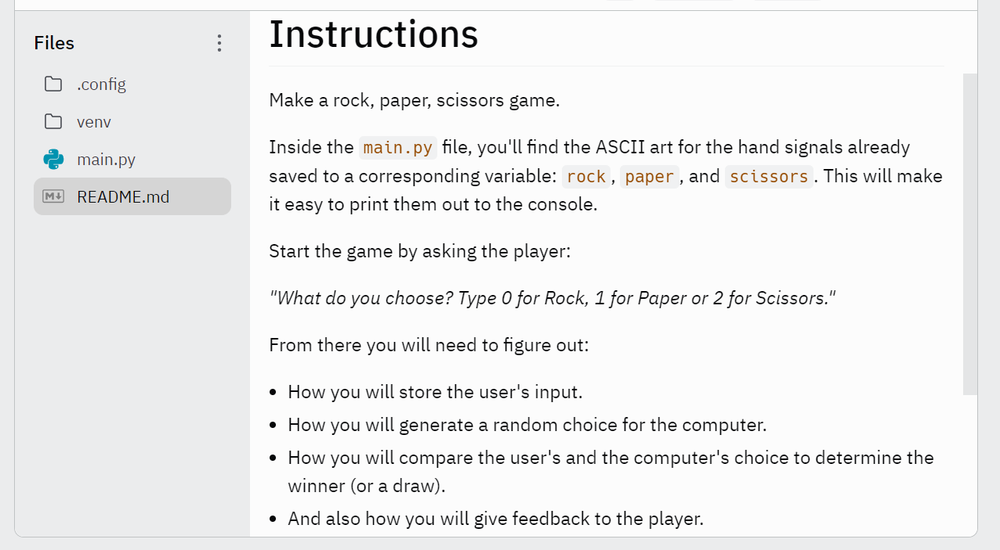 Files
.config
venv
main.py
README.md
Instructions
Make a rock, paper, scissors game.
Inside the main.py file, you'll find the ASCII art for the hand signals already
saved to a corresponding variable: rock, paper, and scissors. This will make
it easy to print them out to the console.
Start the game by asking the player:
"What do you choose? Type 0 for Rock, 1 for Paper or 2 for Scissors."
From there you will need to figure out:
• How you will store the user's input.
• How you will generate a random choice for the computer.
• How you will compare the user's and the computer's choice to determine the
winner (or a draw).
• And also how you will give feedback to the player.